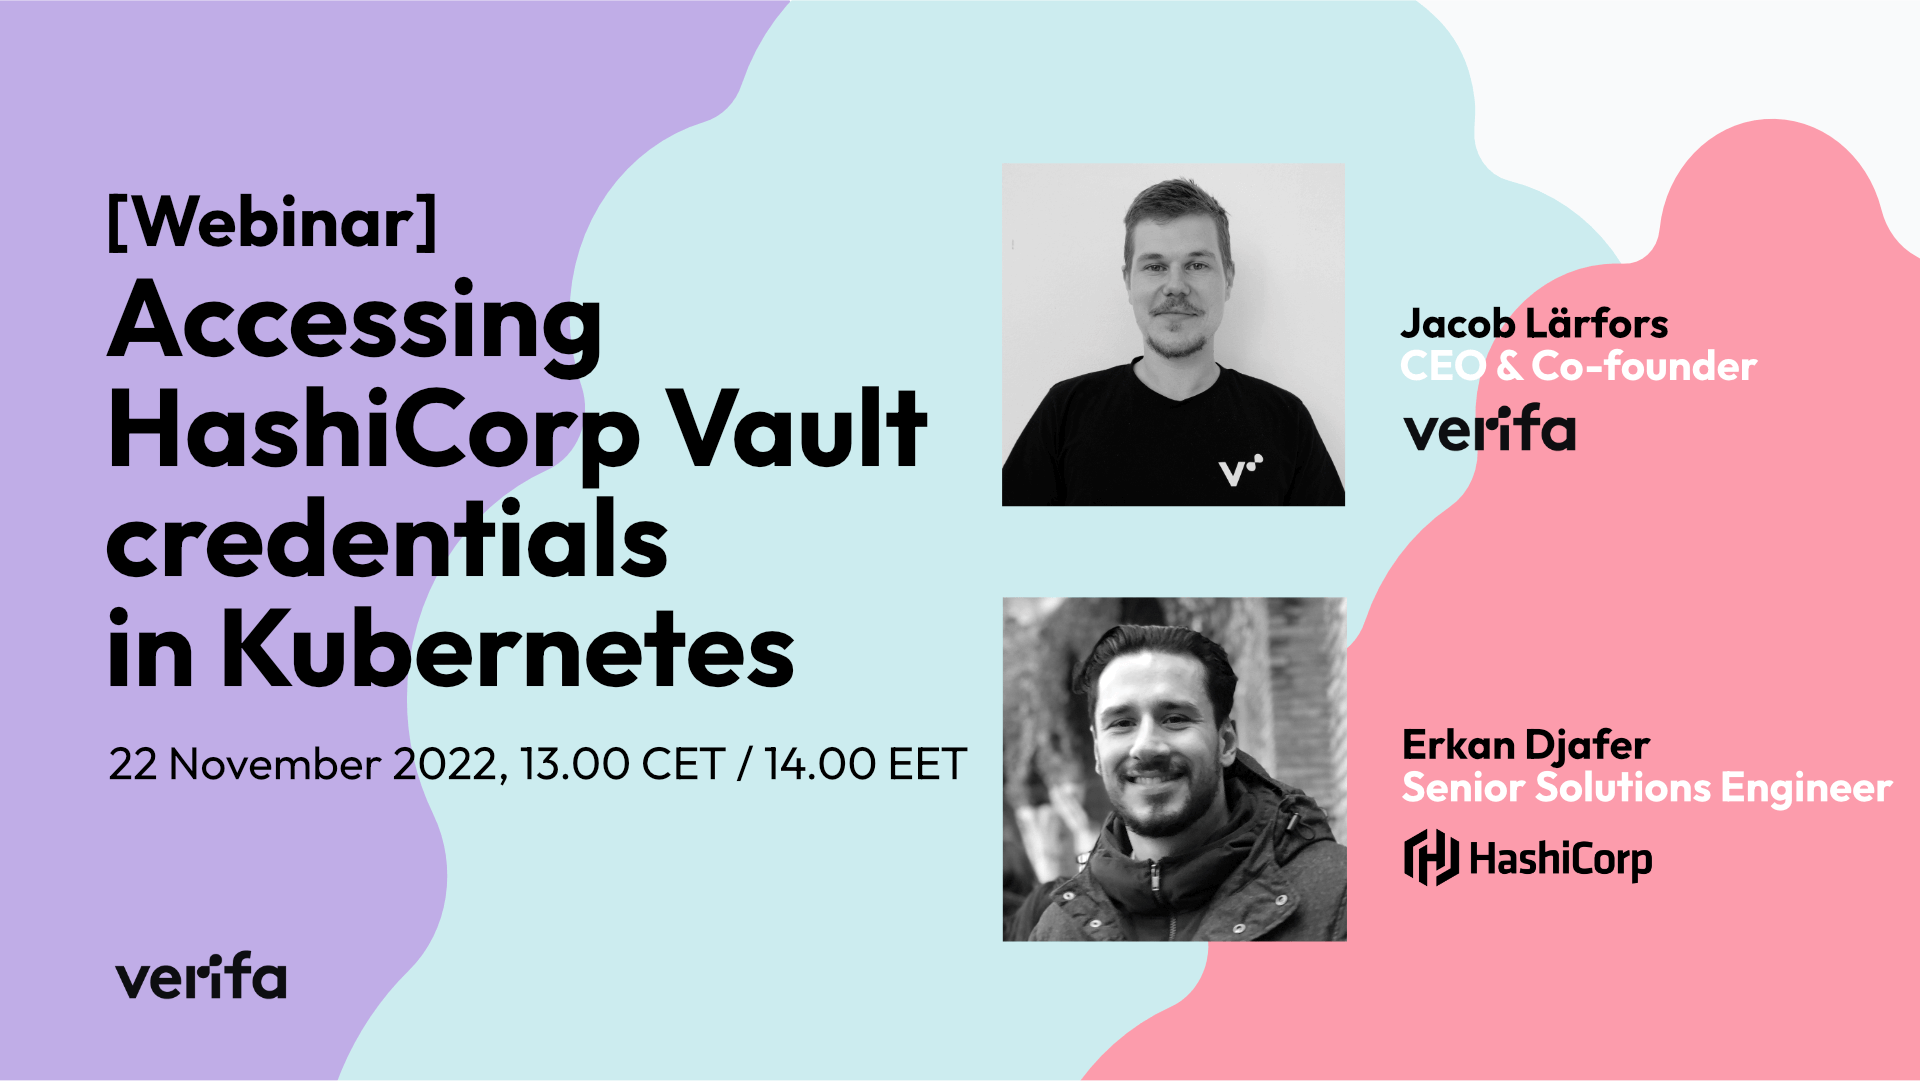 [Webinar]
Accessing
HashiCorp Vault
credentials
in Kubernetes
22 November 2022, 13.00 CET / 14.00 EET
verifa
Jacob Lärfors
CEO & Co-founder
verifa
Erkan Djafer
Senior Solutions Engineer
HashiCorp